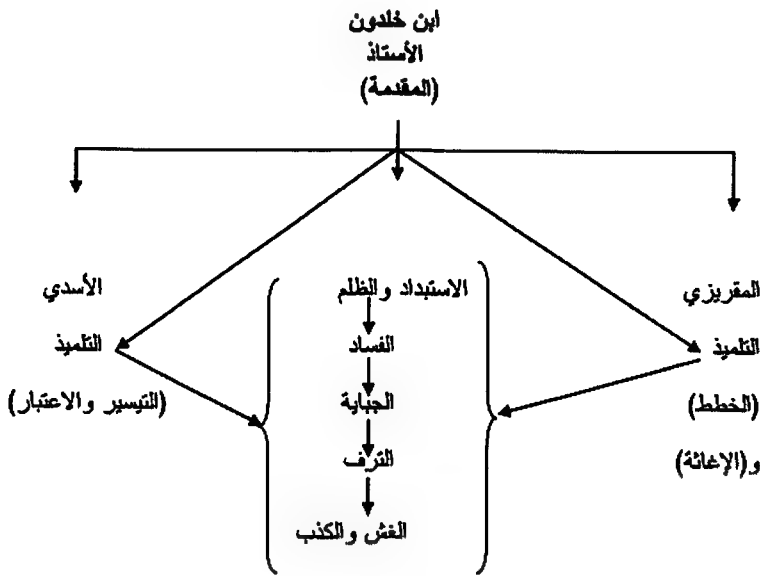 ابن خلدون
الأستاذ
(المقدمة)
المقريزي
التلميذ
(الخطط)
و(الإغاثة)
الاستبداد والظلم
الفساد
الجباية
الترف
الغش والكذب
الأسدي
التلميذ
(التيسير والاعتبار)